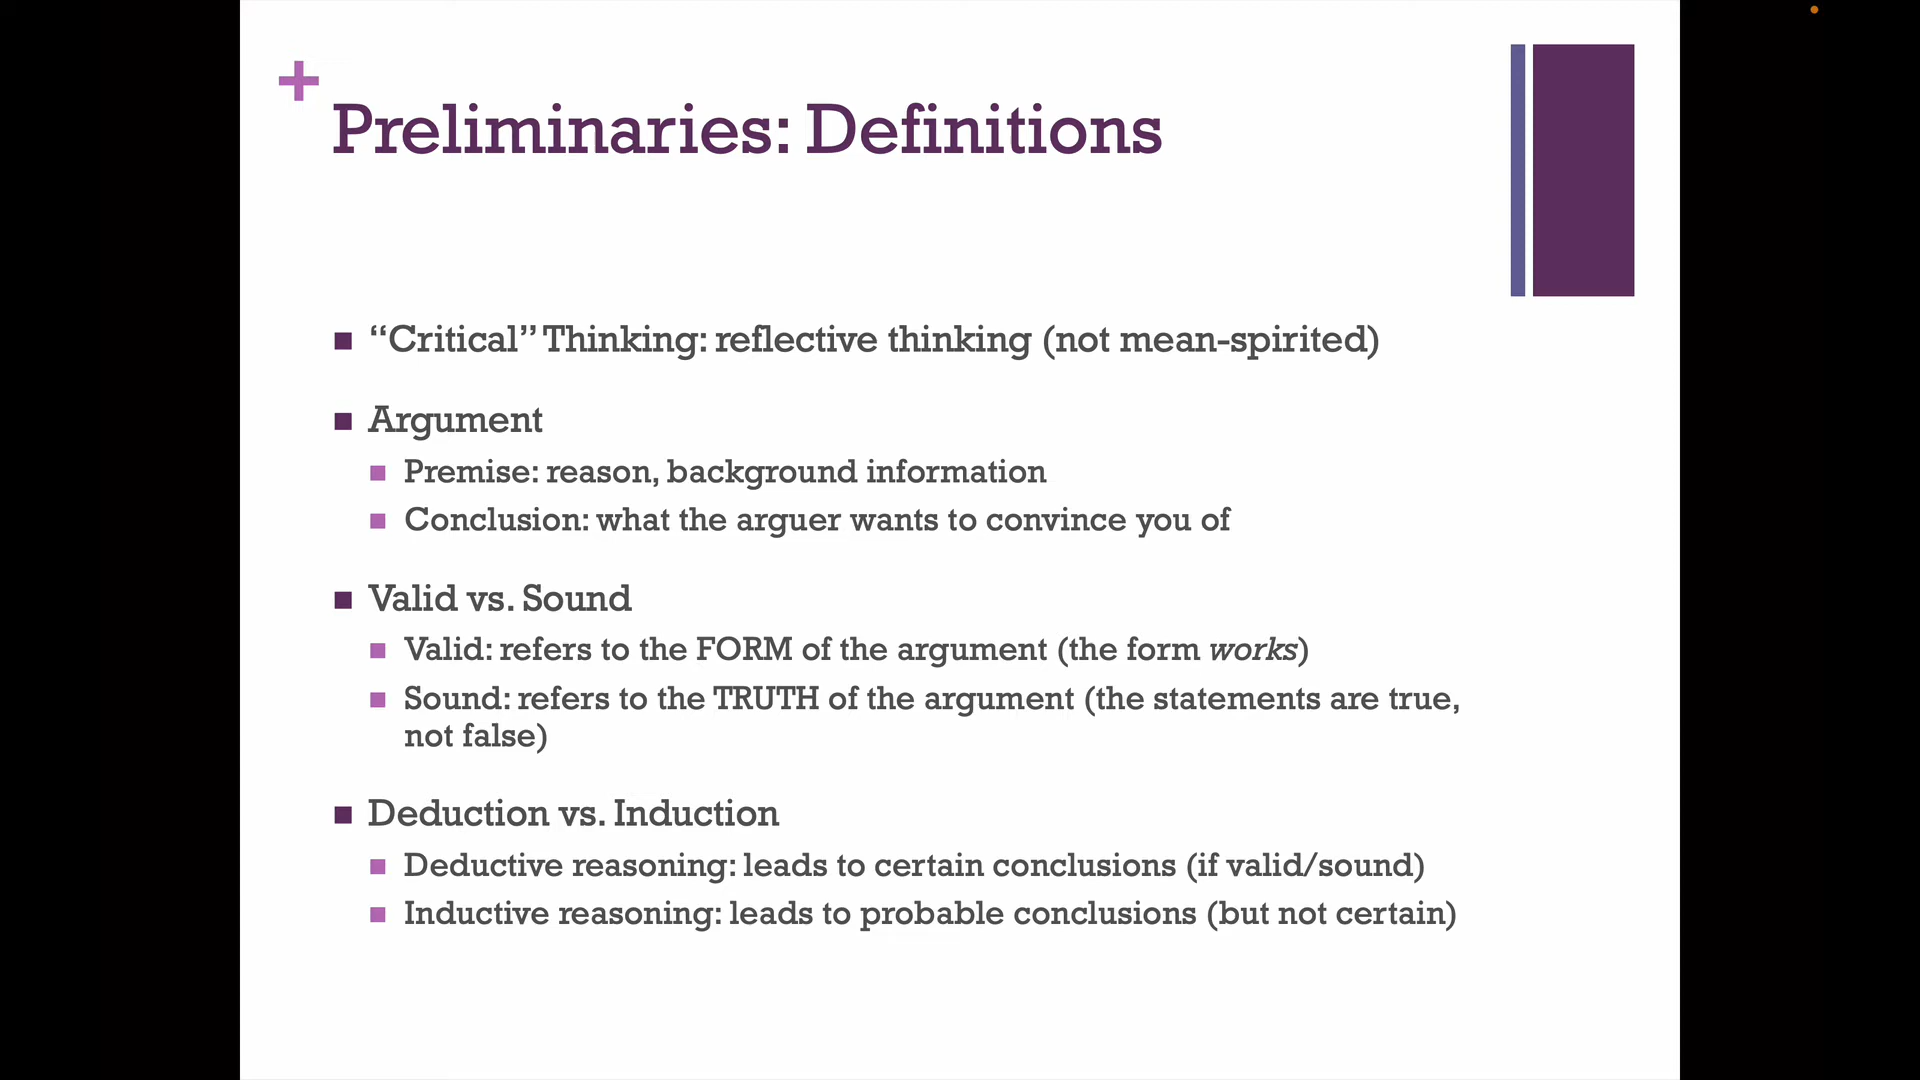 +
Preliminaries: Definitions
■ “Critical” Thinking: reflective thinking (not mean-spirited)
■ Argument
■ Premise: reason, background information
■ Conclusion: what the arguer wants to convince you of
■ Valid vs. Sound
■ Valid: refers to the FORM of the argument (the form works)
■ Sound: refers to the TRUTH of the argument (the statements are true,
not false)
■ Deduction vs. Induction
■ Deductive reasoning: leads to certain conclusions (if valid/sound)
■ Inductive reasoning: leads to probable conclusions (but not certain)